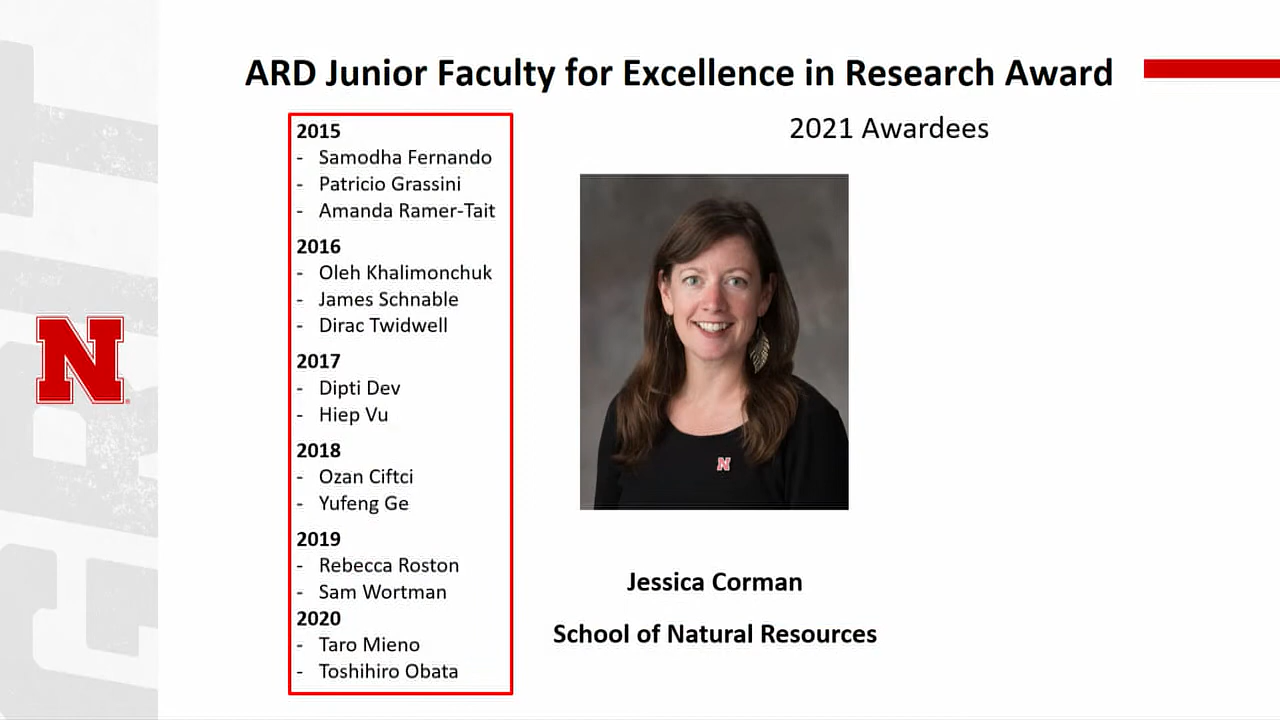 ARD Junior Faculty for Excellence in Research Award
2021 Awardees
2015
- Samodha Fernando
- Patricio Grassini
- Amanda Ramer-Tait
2016
- Oleh Khalimonchuk
- James Schnable
- Dirac Twidwell
2017
- Dipti Dev
- Hiep Vu
2018
- Ozan Ciftci
- Yufeng Ge
2019
- Rebecca Roston
- Sam Wortman
2020
- Taro Mieno
- Toshihiro Obata
N
N
Jessica Corman
School of Natural Resources